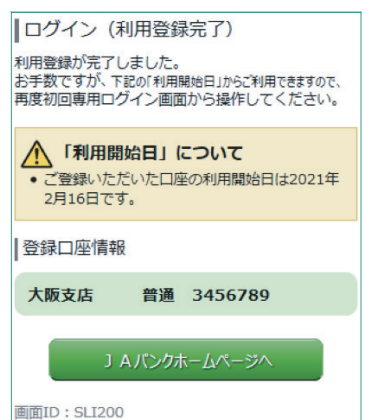 ログイン（利用登録完了）
利用登録が完了しました。
お手数ですが、下記の「利用開始日」からご利用できますので、
再度初回専用ログイン画面から操作してください。
「利用開始日」について
• ご登録いただいた口座の利用開始日は2021年
2月16日です。
登録口座情報
大阪支店 普通 3456789
ＪＡバンクホームページへ
画面ID：SLI200